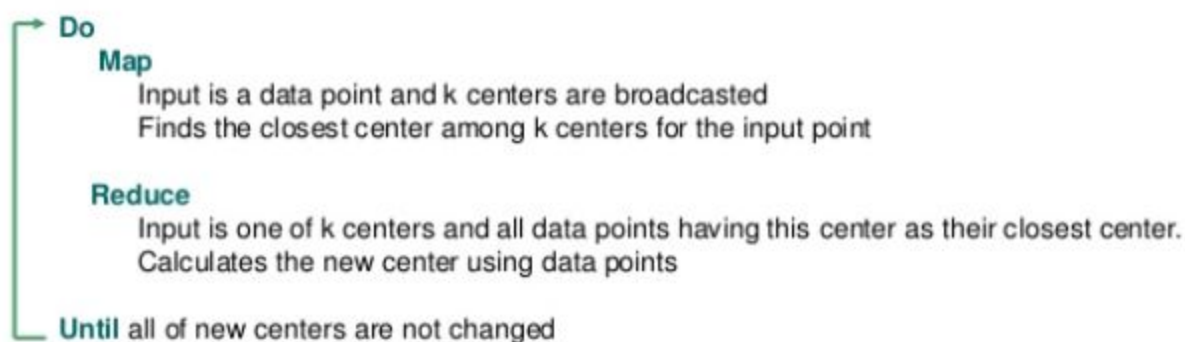 Do
Map
Input is a data point and k centers are broadcasted
Finds the closest center among k centers for the input point
Reduce
Input is one of k centers and all data points having this center as their closest center.
Calculates the new center using data points
Until all of new centers are not changed